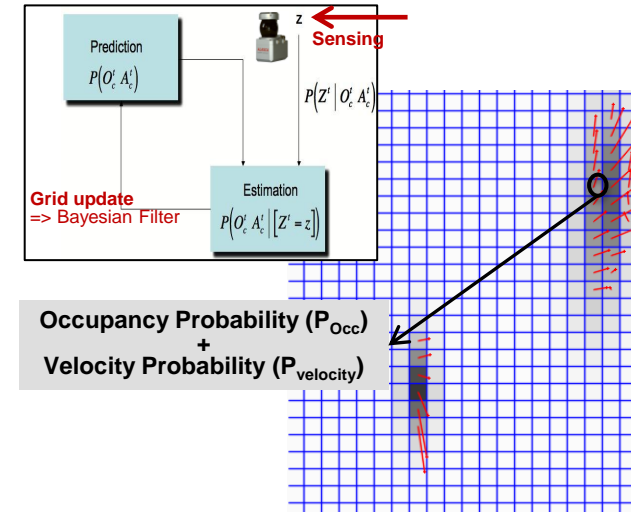 z
Sensing
Prediction
P(O_c^t A_c^t)
P(Z^t | O_c^t A_c^t)
Grid update
=> Bayesian Filter
Estimation
P(O_c^t A_c^t | [Z^t = z])
Occupancy Probability (P_Occ)
+
Velocity Probability (P_velocity)